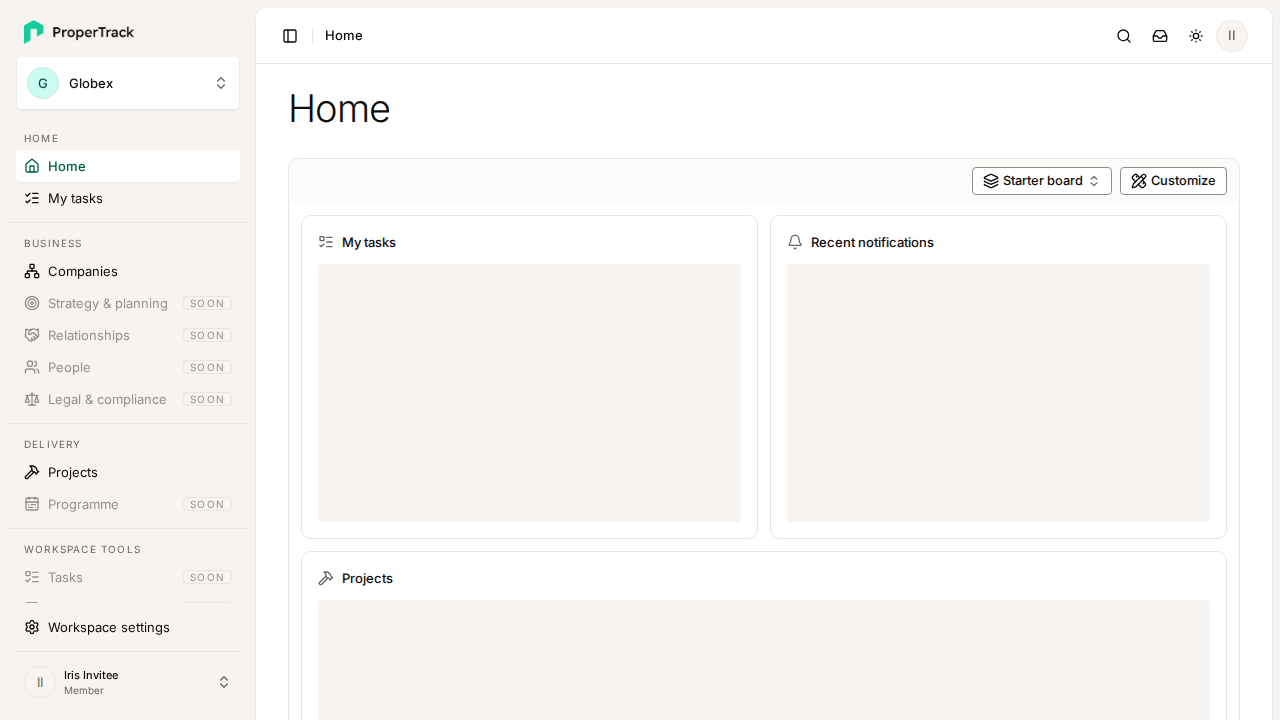 ProperTrack
G
Globex
HOME
Home
My tasks
BUSINESS
Companies
Strategy & planning SOON
Relationships SOON
People SOON
Legal & compliance SOON
DELIVERY
Projects
Programme SOON
WORKSPACE TOOLS
Tasks SOON
Workspace settings
II
Iris Invitee
Member
Home
II
Home
Starter board
Customize
My tasks
Recent notifications
Projects